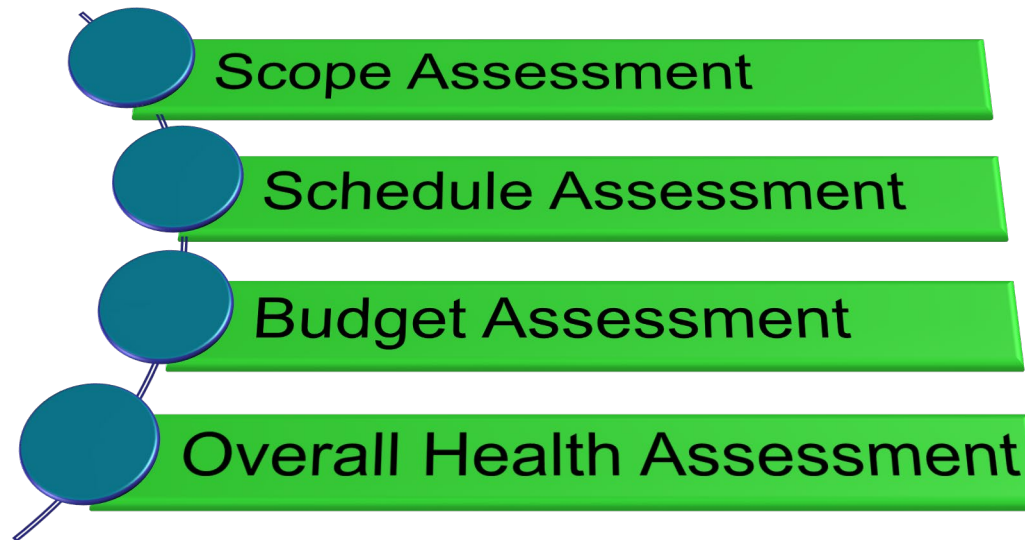 Scope Assessment
Schedule Assessment
Budget Assessment
Overall Health Assessment